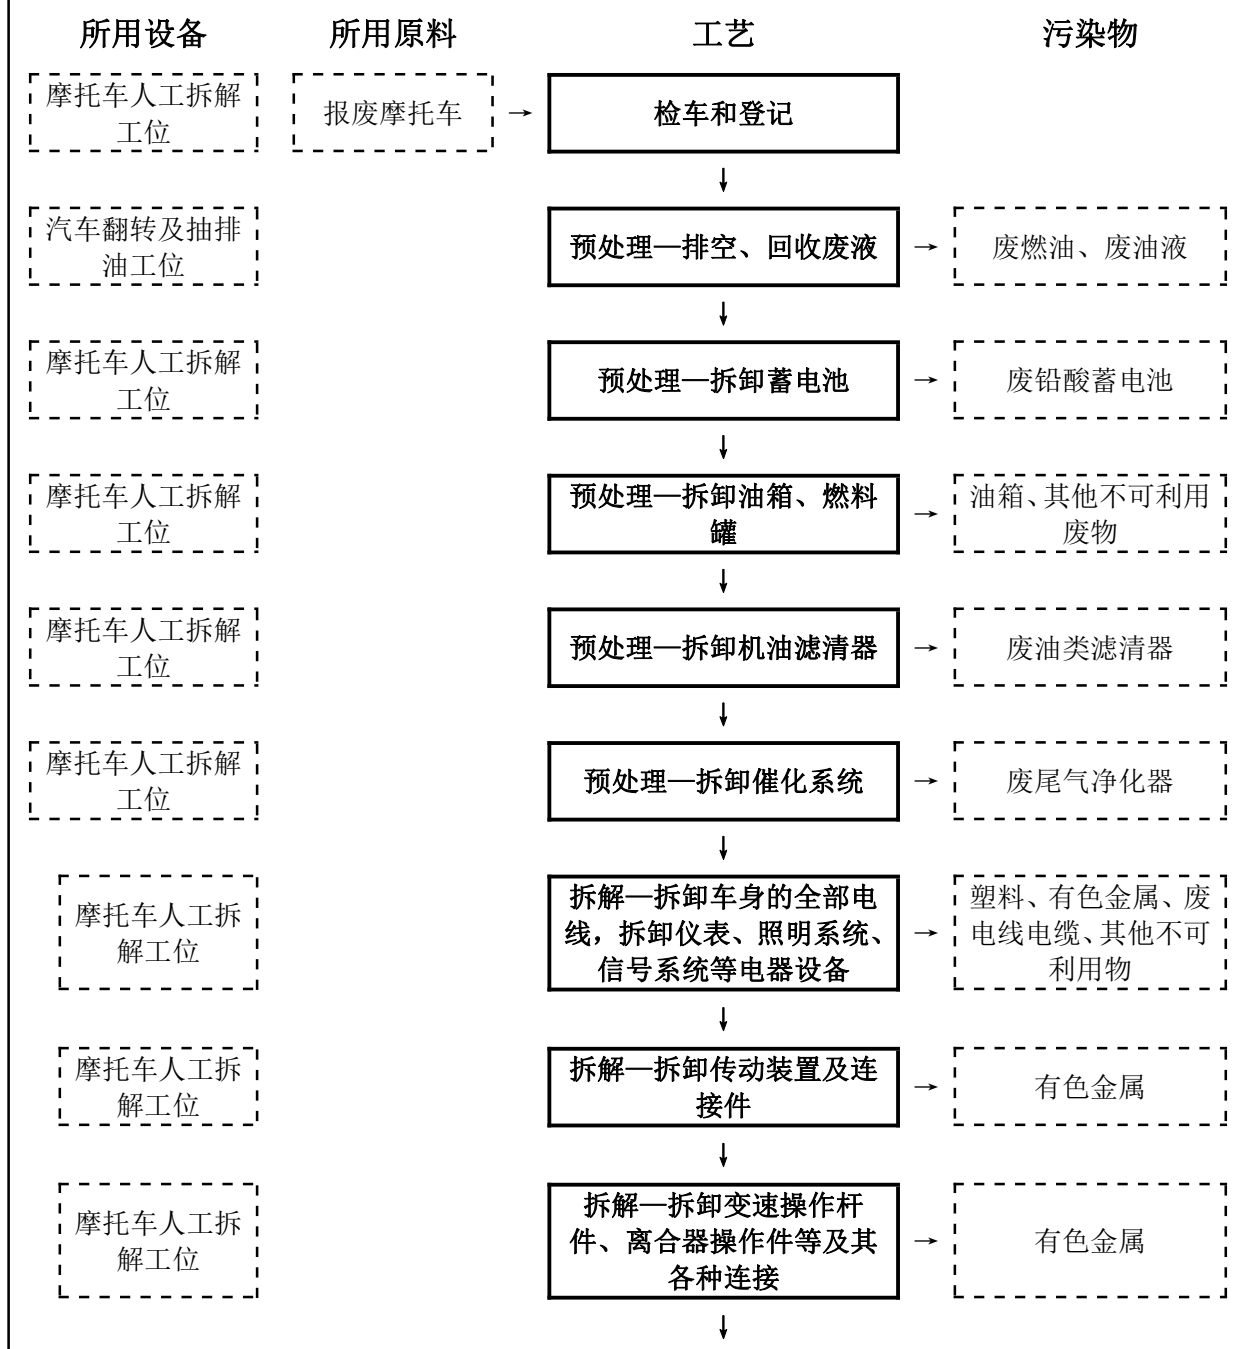 所用设备 所用原料 工艺 污染物
摩托车人工拆解
工位
报废摩托车
→
检车和登记
↓
汽车翻转及抽排
油工位
预处理—排空、回收废液
→
废燃油、废油液
↓
摩托车人工拆解
工位
预处理—拆卸蓄电池
→
废铅酸蓄电池
↓
摩托车人工拆解
工位
预处理—拆卸油箱、燃料
罐
→
油箱、其他不可利用
废物
↓
摩托车人工拆解
工位
预处理—拆卸机油滤清器
→
废油类滤清器
↓
摩托车人工拆解
工位
预处理—拆卸催化系统
→
废尾气净化器
↓
摩托车人工拆
解工位
拆解—拆卸车身的全部电
线，拆卸仪表、照明系统、
信号系统等电器设备
→
塑料、有色金属、废
电线电缆、其他不可
利用物
↓
摩托车人工拆
解工位
拆解—拆卸传动装置及连
接件
→
有色金属
↓
摩托车人工拆
解工位
拆解—拆卸变速操作杆
件、离合器操作件等及其
各种连接
→
有色金属
↓